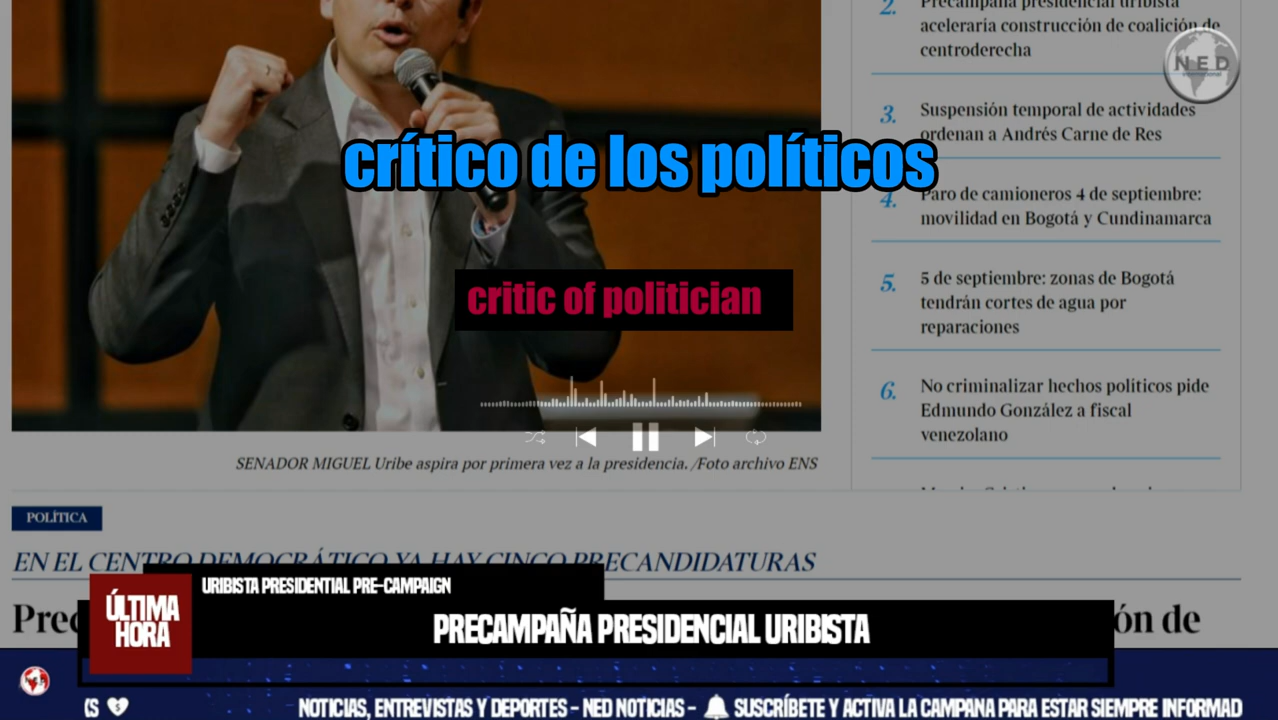 2. Precampaña presidencial uribista
aceleraría construcción de coalición de
centroderecha
NED
international
3. Suspensión temporal de actividades
ordenan a Andrés Carne de Res
crítico de los políticos
4. Paro de camioneros 4 de septiembre:
movilidad en Bogotá y Cundinamarca
critic of politician
5. 5 de septiembre: zonas de Bogotá
tendrán cortes de agua por
reparaciones
6. No criminalizar hechos políticos pide
Edmundo González a fiscal
venezolano
SENADOR MIGUEL Uribe aspira por primera vez a la presidencia. /Foto archivo ENS
POLÍTICA
EN EL CENTRO DEMOCRÁTICO YA HAY CINCO PRECANDIDATURAS
URIBISTA PRESIDENTIAL PRE-CAMPAIGN
ÚLTIMA
HORA
PRECAMPAÑA PRESIDENCIAL URIBISTA
ón de
NOTICIAS, ENTREVISTAS Y DEPORTES - NED NOTICIAS - SUSCRÍBETE Y ACTIVA LA CAMPANA PARA ESTAR SIEMPRE INFORMAD